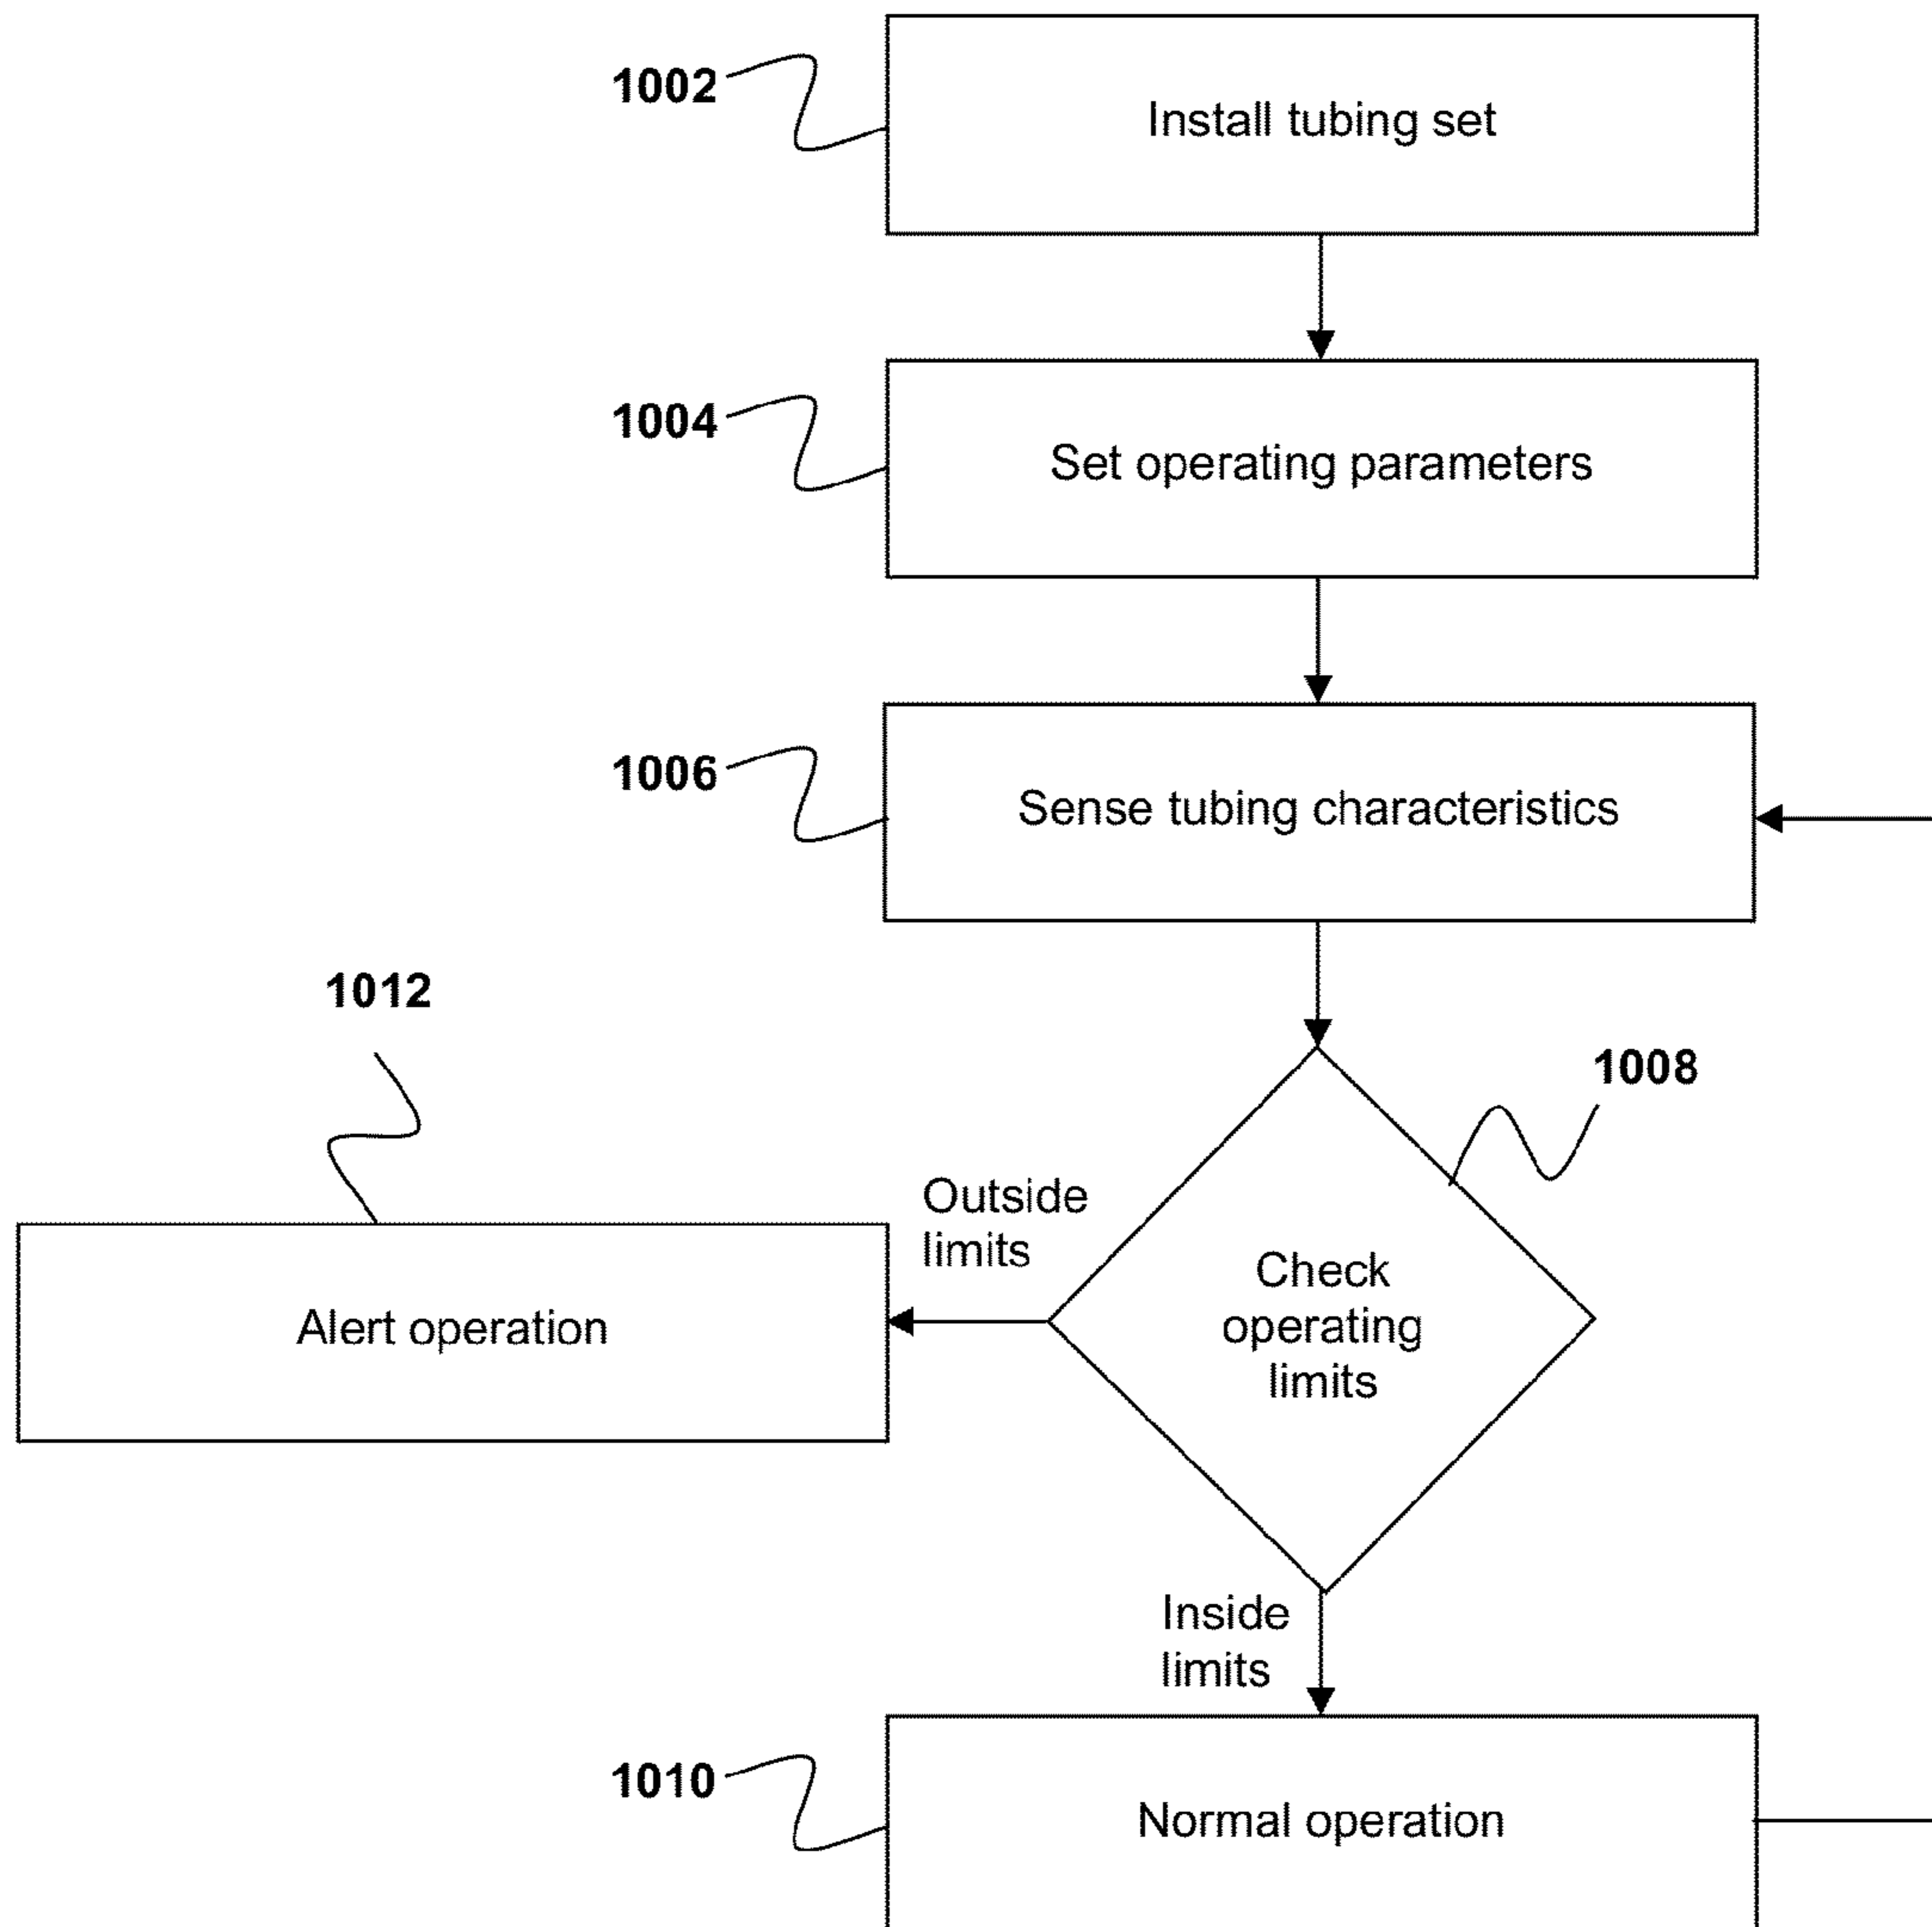 1002
Install tubing set
1004
Set operating parameters
1006
Sense tubing characteristics
1012
1008
Outside
limits
Check
operating
limits
Alert operation
Inside
limits
1010
Normal operation